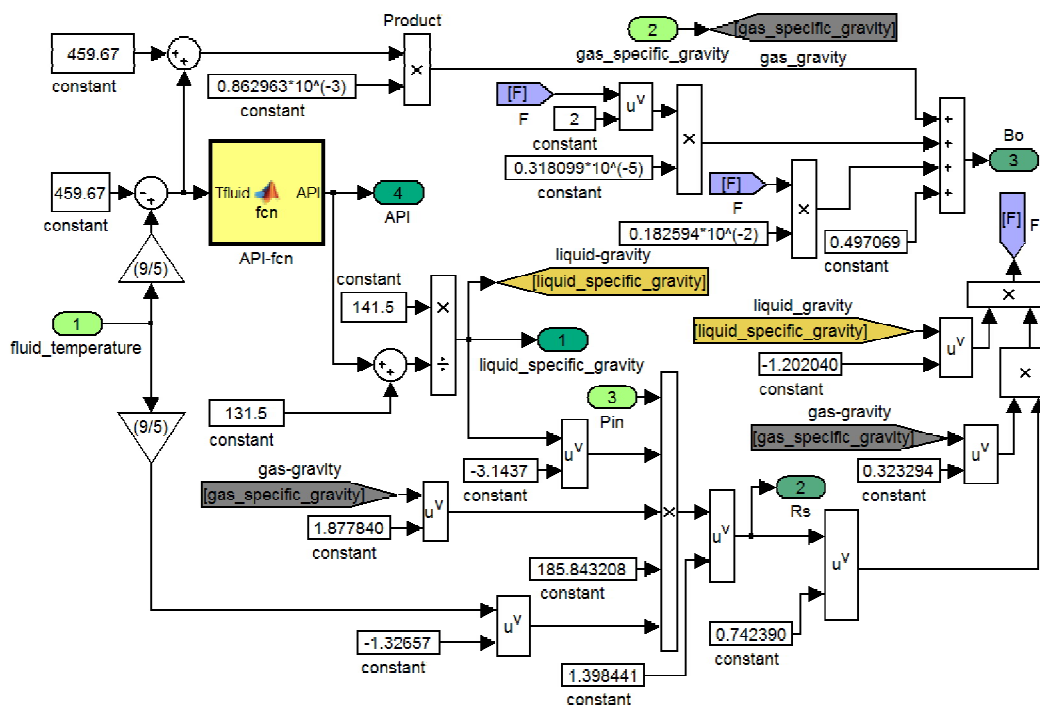 Product
459.67
+
+
constant
0.862963*10^(-3)
constant
×
2
gas_specific_gravity
[gas_specific_gravity]
gas_gravity
[F]
F
2
constant
u^v
0.318099*10^(-5)
constant
×
[F]
F
0.182594*10^(-2)
constant
×
0.497069
constant
+
+
+
+
Bo
3
459.67
constant
-
+
Tfluid
fcn
API
API-fcn
4
API
(9/5)
1
fluid_temperature
(9/5)
constant
141.5
×
÷
+
+
131.5
constant
liquid-gravity
[liquid_specific_gravity]
1
liquid_specific_gravity
3
Pin
-3.1437
constant
u^v
gas-gravity
[gas_specific_gravity]
1.877840
constant
u^v
185.843208
constant
-1.32657
constant
u^v
×
1.398441
constant
u^v
2
Rs
0.742390
constant
u^v
[F]
F
×
liquid_gravity
[liquid_specific_gravity]
-1.202040
constant
u^v
×
gas-gravity
[gas_specific_gravity]
0.323294
constant
u^v